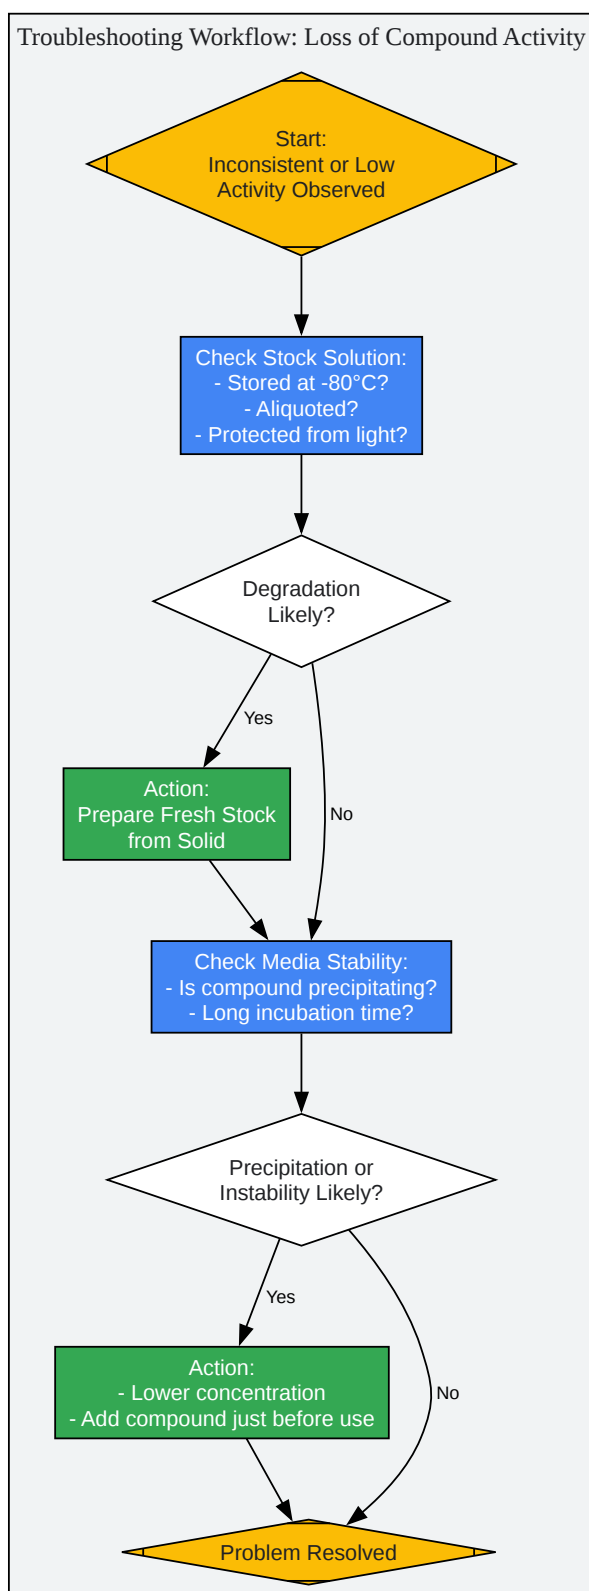 Troubleshooting Workflow: Loss of Compound Activity
Start:
Inconsistent or Low
Activity Observed
Check Stock Solution:
- Stored at -80°C?
- Aliquoted?
- Protected from light?
Degradation
Likely?
Yes
No
Action:
Prepare Fresh Stock
from Solid
Check Media Stability:
- Is compound precipitating?
- Long incubation time?
Precipitation or
Instability Likely?
Yes
No
Action:
- Lower concentration
- Add compound just before use
Problem Resolved